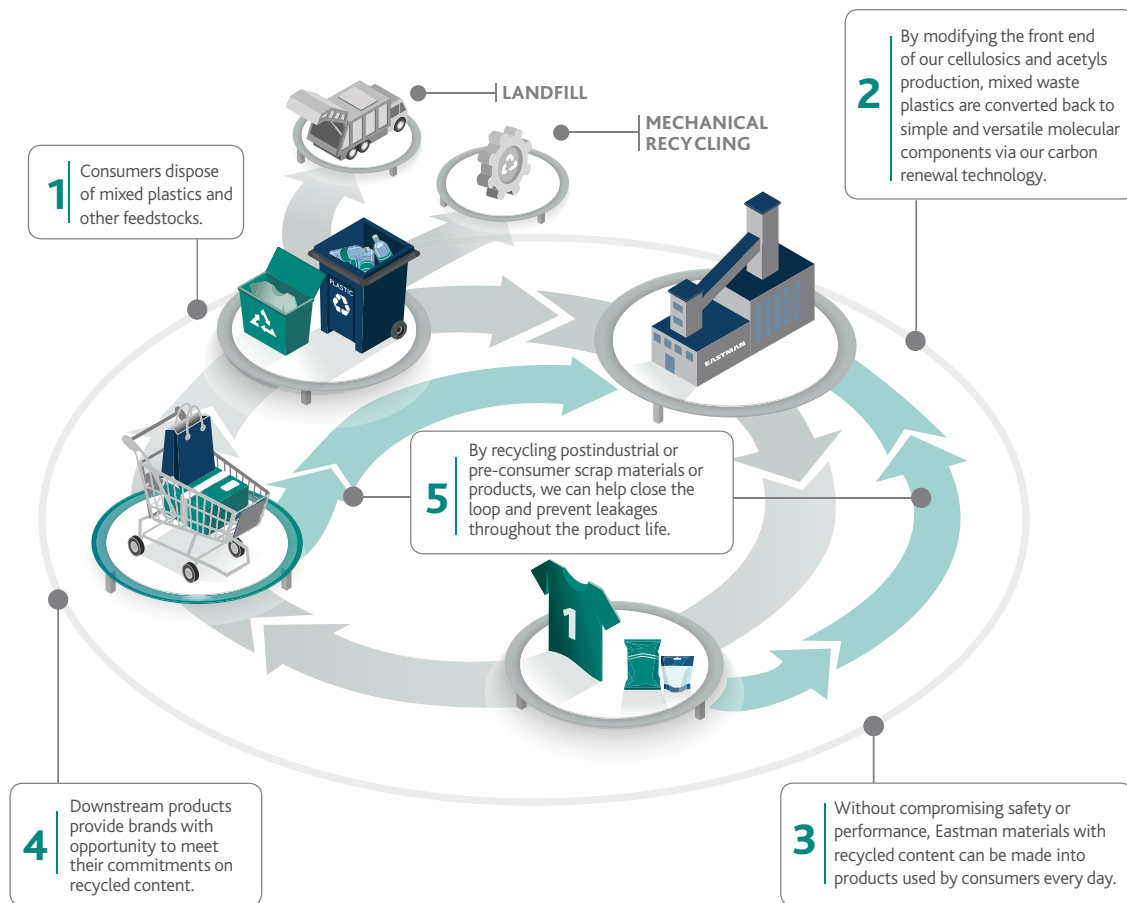 LANDFILL
MECHANICAL
RECYCLING
1
Consumers dispose
of mixed plastics and
other feedstocks.
2
By modifying the front end
of our cellulosics and acetyls
production, mixed waste
plastics are converted back to
simple and versatile molecular
components via our carbon
renewal technology.
PLASTIC
EASTMAN
5
By recycling postindustrial or
pre-consumer scrap materials or
products, we can help close the
loop and prevent leakages
throughout the product life.
1
4
Downstream products
provide brands with
opportunity to meet
their commitments on
recycled content.
3
Without compromising safety or
performance, Eastman materials with
recycled content can be made into
products used by consumers every day.